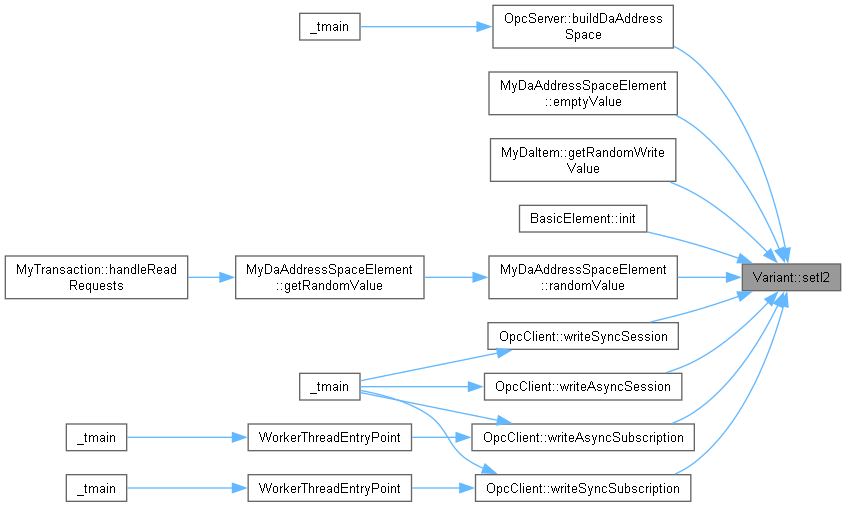 OpcServer::buildDaAddress
Space
_tmain
MyDaAddressSpaceElement
::emptyValue
MyDaItem::getRandomWrite
Value
BasicElement::init
MyTransaction::handleRead
Requests
MyDaAddressSpaceElement
::getRandomValue
MyDaAddressSpaceElement
::randomValue
Variant::setI2
OpcClient::writeSyncSession
_tmain
OpcClient::writeAsyncSession
_tmain
WorkerThreadEntryPoint
OpcClient::writeAsyncSubscription
_tmain
WorkerThreadEntryPoint
OpcClient::writeSyncSubscription